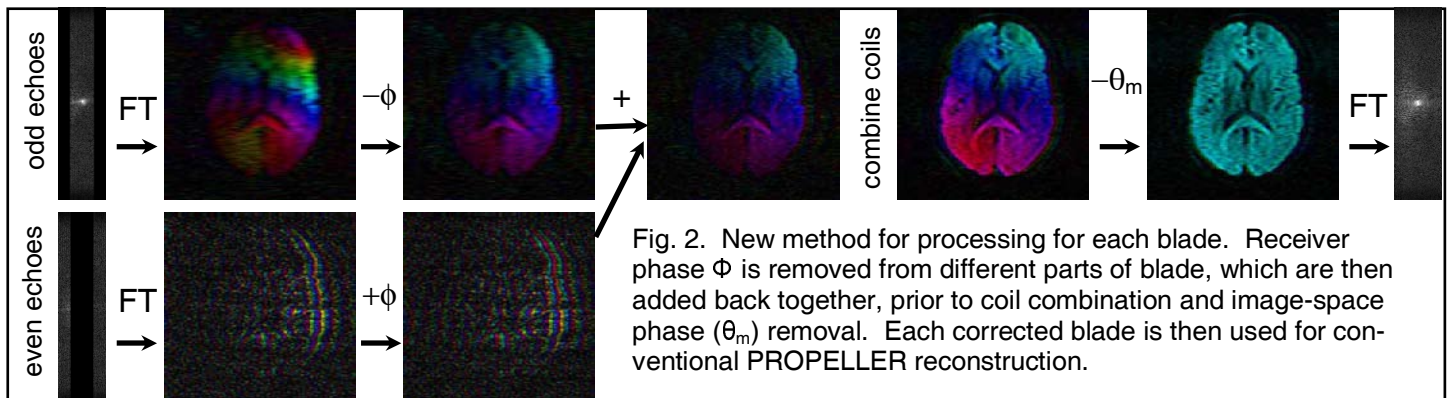 odd echoes
FT
−ϕ
+
combine coils
−θm
FT
even echoes
FT
+ϕ
Fig. 2. New method for processing for each blade. Receiver
phase Φ is removed from different parts of blade, which are then
added back together, prior to coil combination and image-space
phase (θm) removal. Each corrected blade is then used for con-
ventional PROPELLER reconstruction.